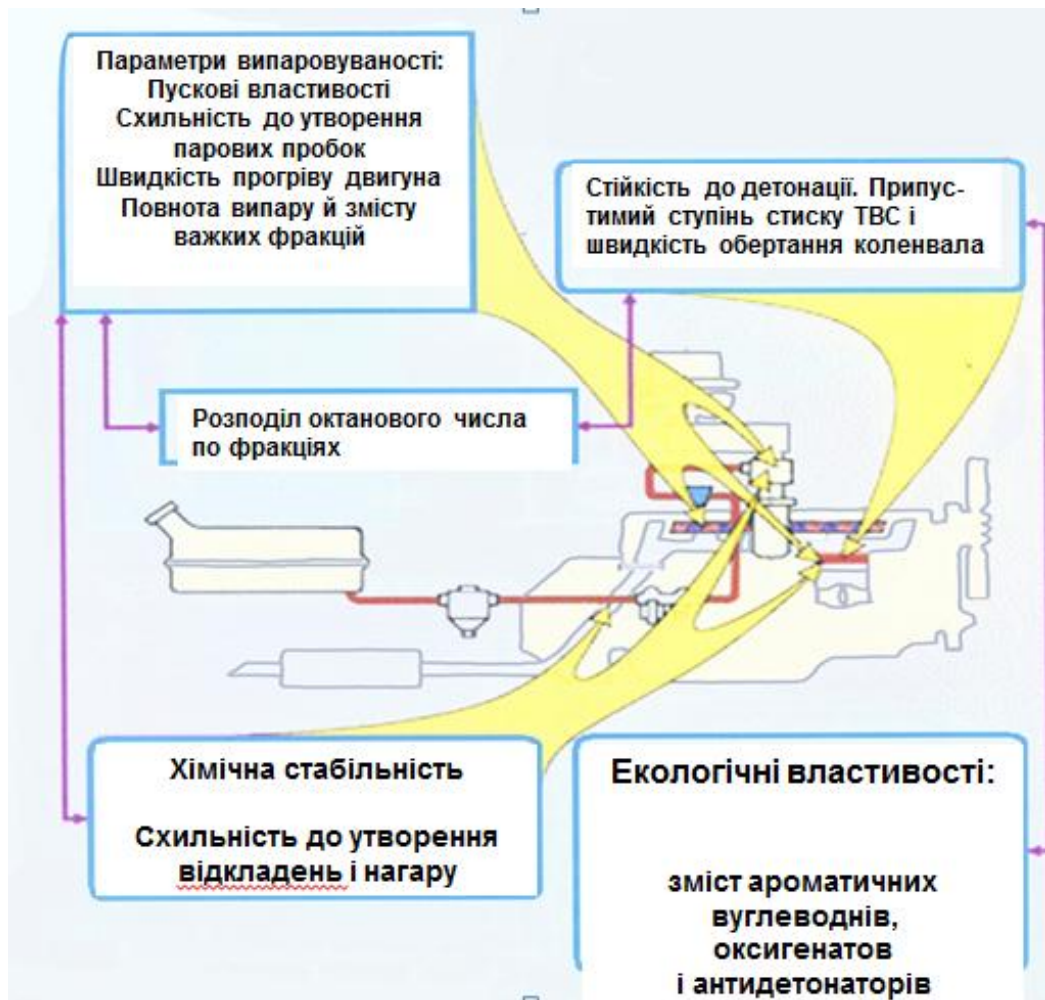 Параметри випаровуваності:
Пускові властивості
Схильність до утворення
парових пробок
Швидкість прогріву двигуна
Повнота випару й змісту
важких фракцій
Стійкість до детонації. Припус-
тимий ступінь стиску ТВС і
швидкість обертання коленвала
Розподіл октанового числа
по фракціях
Хімічна стабільність
Схильність до утворення
відкладень і нагару
Екологічні властивості:
зміст ароматичних
вуглеводнів,
оксигенатов
і антидетонаторів